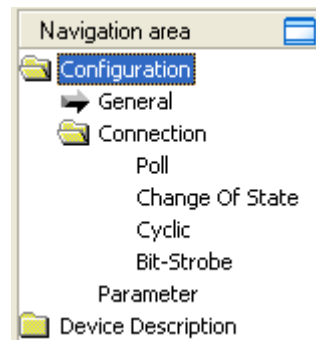 Navigation area
Configuration
General
Connection
Poll
Change Of State
Cyclic
Bit-Strobe
Parameter
Device Description